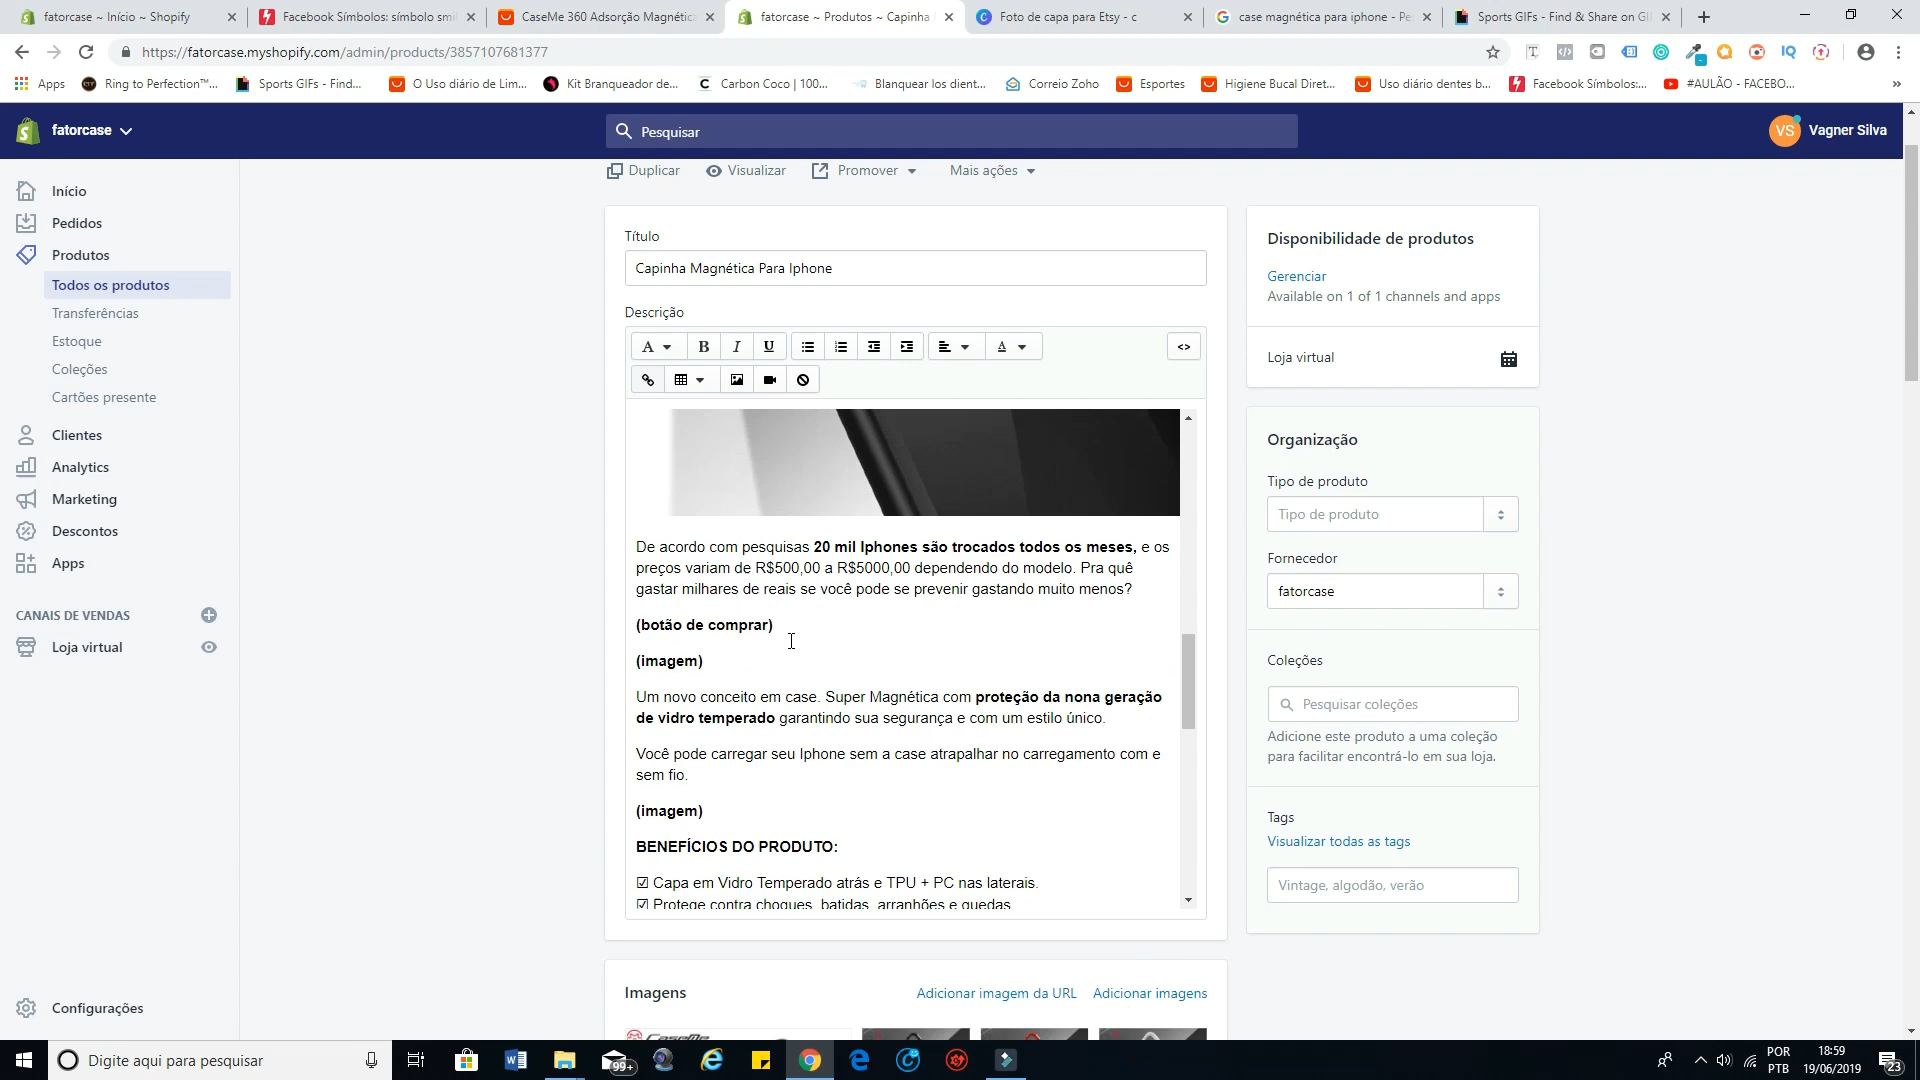 fatorcase ~ Início ~ Shopify
Facebook Símbolos: símbolo smi
CaseMe 360 Adsorção Magnética
fatorcase ~ Produtos ~ Capinha
Foto de capa para Etsy - c
case magnética para iphone - Pe
Sports GIFs - Find & Share on GI
https://fatorcase.myshopify.com/admin/products/3857107681377
Apps
Ring to Perfection™...
Sports GIFs - Find...
O Uso diário de Lim...
Kit Branqueador de...
Carbon Coco | 100...
Blanquear los dient...
Correio Zoho
Esportes
Higiene Bucal Diret...
Uso diário dentes b...
Facebook Símbolos:...
#AULÃO - FACEBO...
»
fatorcase
Pesquisar
VS
Vagner Silva
Início
Pedidos
Produtos
Todos os produtos
Transferências
Estoque
Coleções
Cartões presente
Clientes
Analytics
Marketing
Descontos
Apps
CANAIS DE VENDAS
Loja virtual
Configurações
Duplicar
Visualizar
Promover
Mais ações
Título
Capinha Magnética Para Iphone
Descrição
A
B
I
U
A
<>
De acordo com pesquisas 20 mil Iphones são trocados todos os meses, e os
preços variam de R$500,00 a R$5000,00 dependendo do modelo. Pra quê
gastar milhares de reais se você pode se prevenir gastando muito menos?
(botão de comprar)
(imagem)
Um novo conceito em case. Super Magnética com proteção da nona geração
de vidro temperado garantindo sua segurança e com um estilo único.
Você pode carregar seu Iphone sem a case atrapalhar no carregamento com e
sem fio.
(imagem)
BENEFÍCIOS DO PRODUTO:
☑ Capa em Vidro Temperado atrás e TPU + PC nas laterais.
☑ Protege contra choques, batidas, arranhões e quedas
Imagens
Adicionar imagem da URL
Adicionar imagens
CaseMe
Disponibilidade de produtos
Gerenciar
Available on 1 of 1 channels and apps
Loja virtual
Organização
Tipo de produto
Tipo de produto
Fornecedor
fatorcase
Coleções
Pesquisar coleções
Adicione este produto a uma coleção
para facilitar encontrá-lo em sua loja.
Tags
Visualizar todas as tags
Vintage, algodão, verão
Digite aqui para pesquisar
99+
POR
PTB
18:59
19/06/2019
23